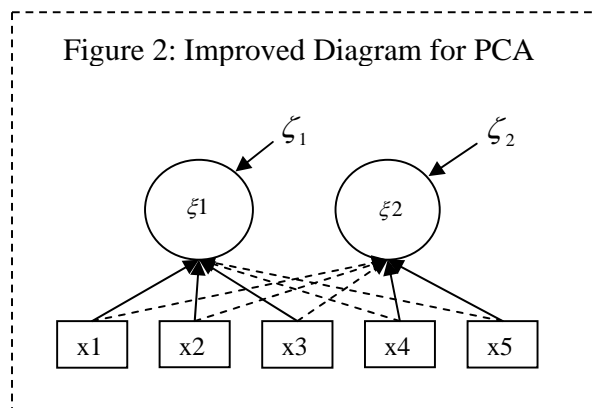 Figure 2: Improved Diagram for PCA
ζ1 ζ2
ξ1 ξ2
x1 x2 x3 x4 x5